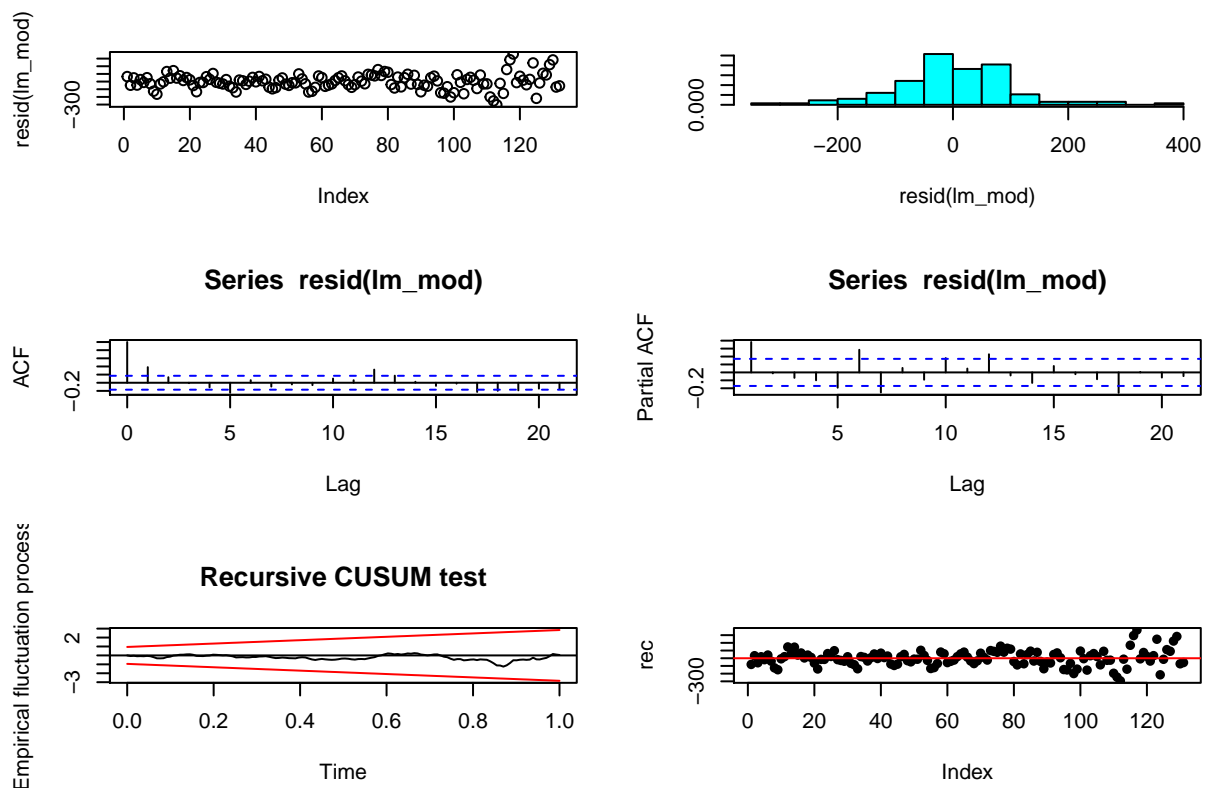 resid(lm_mod)
−300
0 20 40 60 80 100 120
Index
0.000
−200 0 200 400
resid(lm_mod)
Series resid(lm_mod)
ACF
−0.2
0 5 10 15 20
Lag
Series resid(lm_mod)
Partial ACF
−0.2
5 10 15 20
Lag
Recursive CUSUM test
Empirical fluctuation process
2
−3
0.0 0.2 0.4 0.6 0.8 1.0
Time
rec
−300
0 20 40 60 80 100 120
Index